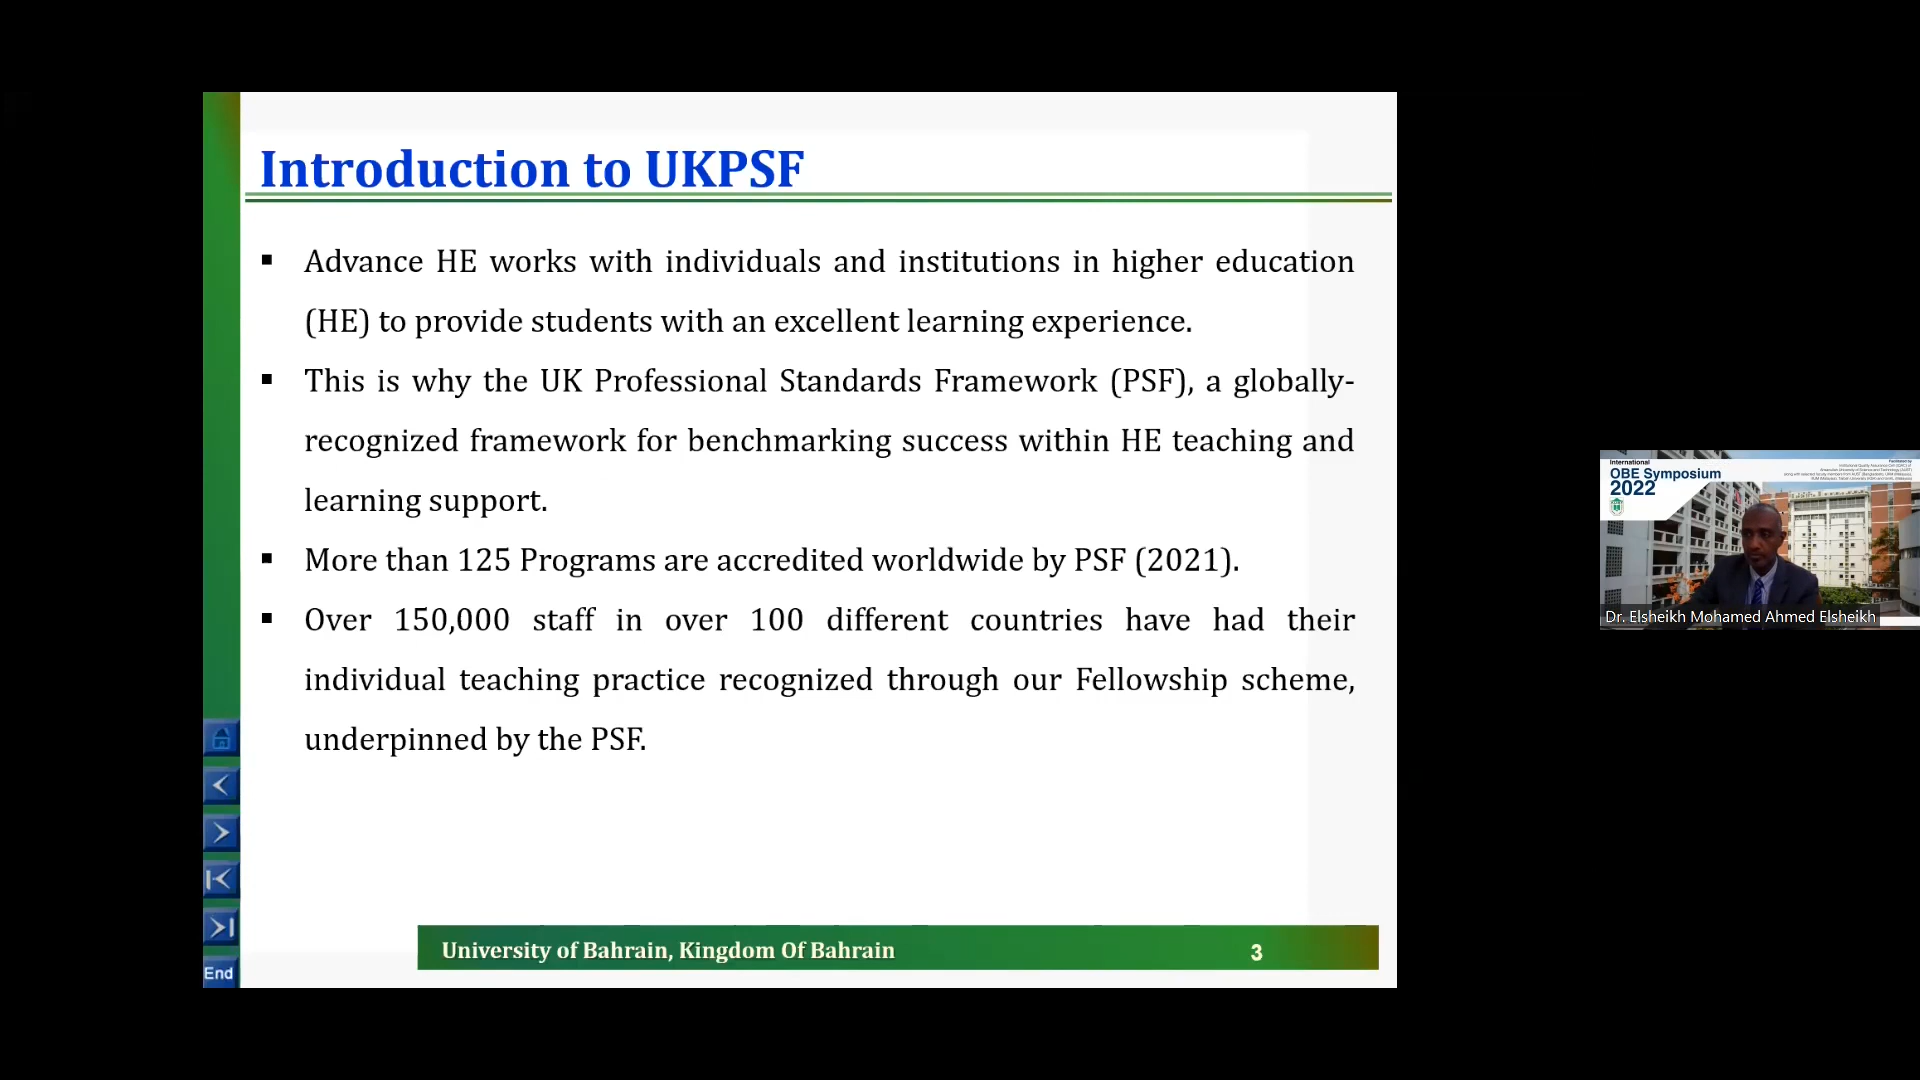 Introduction to UKPSF
▪ Advance HE works with individuals and institutions in higher education
(HE) to provide students with an excellent learning experience.
▪ This is why the UK Professional Standards Framework (PSF), a globally-
recognized framework for benchmarking success within HE teaching and
learning support.
▪ More than 125 Programs are accredited worldwide by PSF (2021).
▪ Over 150,000 staff in over 100 different countries have had their
individual teaching practice recognized through our Fellowship scheme,
underpinned by the PSF.
End
University of Bahrain, Kingdom Of Bahrain 3
International
OBE Symposium
2022
Dr. Elsheikh Mohamed Ahmed Elsheikh